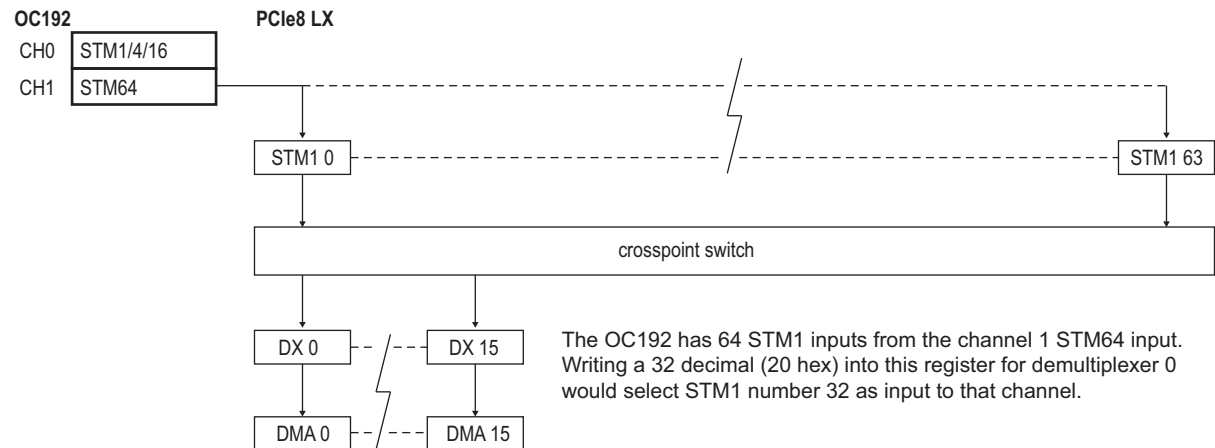 OC192 PCIe8 LX
CH0 STM1/4/16
CH1 STM64
STM1 0 STM1 63
crosspoint switch
DX 0 DX 15
The OC192 has 64 STM1 inputs from the channel 1 STM64 input.
Writing a 32 decimal (20 hex) into this register for demultiplexer 0
would select STM1 number 32 as input to that channel.
DMA 0 DMA 15